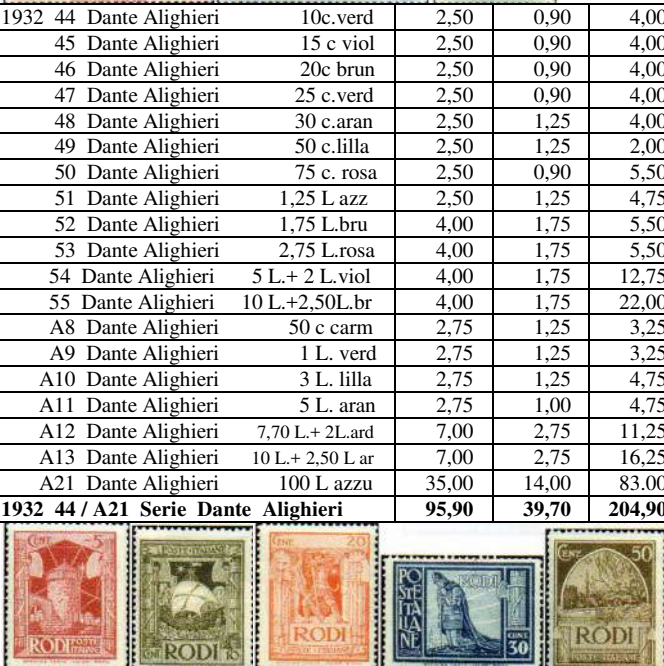 1932 44 Dante Alighieri 10c.verd 2,50 0,90 4,00
45 Dante Alighieri 15 c viol 2,50 0,90 4,00
46 Dante Alighieri 20c brun 2,50 0,90 4,00
47 Dante Alighieri 25 c.verd 2,50 0,90 4,00
48 Dante Alighieri 30 c.aran 2,50 1,25 4,00
49 Dante Alighieri 50 c.lilla 2,50 1,25 2,00
50 Dante Alighieri 75 c. rosa 2,50 0,90 5,50
51 Dante Alighieri 1,25 L azz 2,50 1,25 4,75
52 Dante Alighieri 1,75 L.bru 4,00 1,75 5,50
53 Dante Alighieri 2,75 L.rosa 4,00 1,75 5,50
54 Dante Alighieri 5 L.+ 2 L.viol 4,00 1,75 12,75
55 Dante Alighieri 10 L.+2,50L.br 4,00 1,75 22,00
A8 Dante Alighieri 50 c carm 2,75 1,25 3,25
A9 Dante Alighieri 1 L. verd 2,75 1,25 3,25
A10 Dante Alighieri 3 L. lilla 2,75 1,25 4,75
A11 Dante Alighieri 5 L. aran 2,75 1,00 4,75
A12 Dante Alighieri 7,70 L.+ 2L.ard 7,00 2,75 11,25
A13 Dante Alighieri 10 L.+ 2,50 L ar 7,00 2,75 16,25
A21 Dante Alighieri 100 L azzu 35,00 14,00 83.00
1932 44 / A21 Serie Dante Alighieri 95,90 39,70 204,90
CENT 5
RODI POSTE ITALIANE
POSTE ITALIANE
RODI 10
CENT 20
RODI
POSTE ITALIANE
RODI
CENT 30
CENT 50
RODI